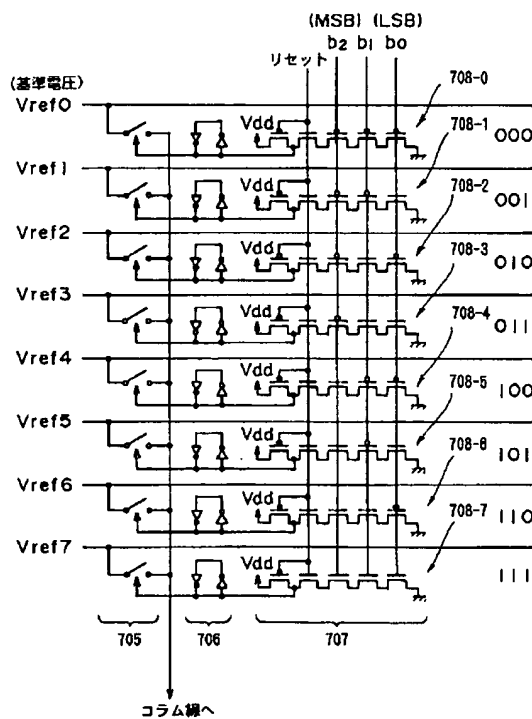 (MSB) (LSB)
b2 b1 b0
リセット
(基準電圧)
Vref0
Vdd
708-0
000
Vref1
Vdd
708-1
001
Vref2
Vdd
708-2
010
Vref3
Vdd
708-3
011
Vref4
Vdd
708-4
100
Vref5
Vdd
708-5
101
Vref6
Vdd
708-6
110
Vref7
Vdd
708-7
111
705 706 707
コラム線へ